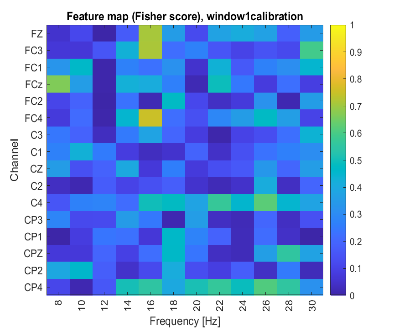 Feature map (Fisher score), window1calibration
Channel
FZ
FC3
FC1
FCz
FC2
FC4
C3
C1
CZ
C2
C4
CP3
CP1
CPZ
CP2
CP4
8 10 12 14 16 18 20 22 24 26 28 30
Frequency [Hz]
1
0.9
0.8
0.7
0.6
0.5
0.4
0.3
0.2
0.1
0